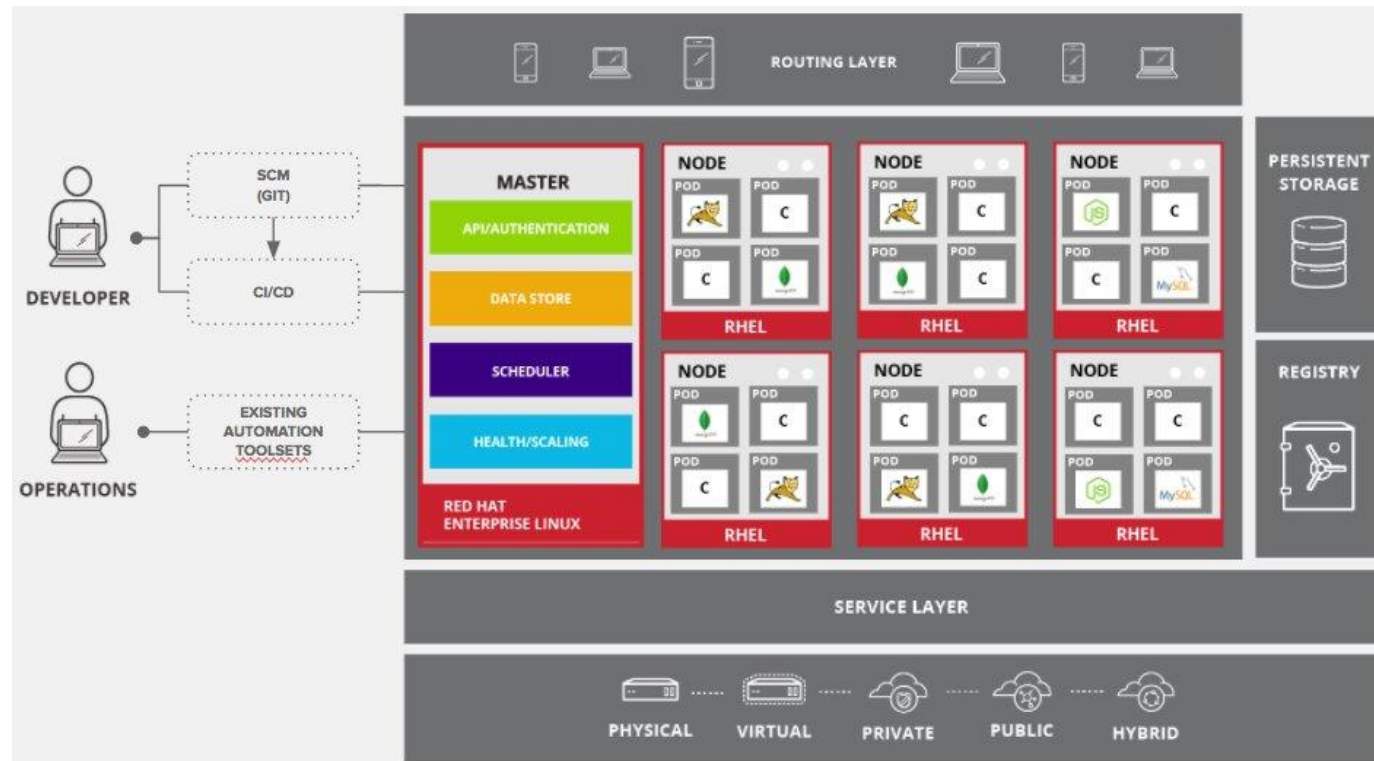 ROUTING LAYER
SCM
(GIT)
CI/CD
DEVELOPER
EXISTING
AUTOMATION
TOOLSETS
OPERATIONS
MASTER
API/AUTHENTICATION
DATA STORE
SCHEDULER
HEALTH/SCALING
RED HAT
ENTERPRISE LINUX
NODE
POD
POD
C
POD
POD
C
RHEL
NODE
POD
POD
C
POD
POD
C
RHEL
NODE
POD
JS
POD
C
POD
C
POD
MySQL
RHEL
NODE
POD
POD
C
POD
C
POD
RHEL
NODE
POD
C
POD
C
POD
POD
RHEL
NODE
POD
C
POD
C
POD
JS
POD
MySQL
RHEL
PERSISTENT
STORAGE
REGISTRY
SERVICE LAYER
PHYSICAL
VIRTUAL
PRIVATE
PUBLIC
HYBRID